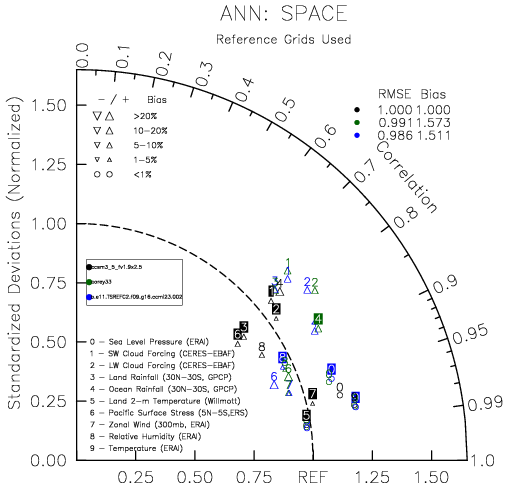 ANN: SPACE
Reference Grids Used
0.0
0.1
0.2
0.3
0.4
0.5
0.6
0.7
0.8
0.9
0.95
0.99
1.0
Correlation
RMSE Bias
1.000 1.000
0.991 1.573
0.986 1.511
- / + Bias
>20%
10-20%
5-10%
1-5%
<1%
Standardized Deviations (Normalized)
1.50
1.25
1.00
0.75
0.50
0.25
0.00
0 - Sea Level Pressure (ERAI)
1 - SW Cloud Forcing (CERES-EBAF)
2 - LW Cloud Forcing (CERES-EBAF)
3 - Land Rainfall (30N-30S, GPCP)
4 - Ocean Rainfall (30N-30S, GPCP)
5 - Land 2-m Temperature (Willmott)
6 - Pacific Surface Stress (5N-5S,ERS)
7 - Zonal Wind (300mb, ERAI)
8 - Relative Humidity (ERAI)
9 - Temperature (ERAI)
0.25
0.50
0.75
REF
1.25
1.50